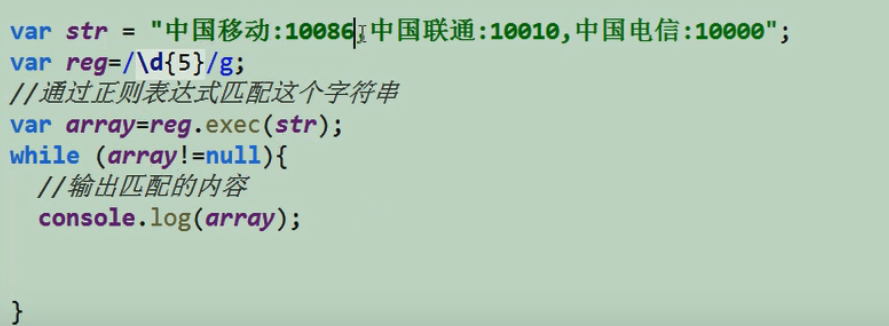 var str = "中国移动:10086,中国联通:10010,中国电信:10000";
var reg=/\d{5}/g;
//通过正则表达式匹配这个字符串
var array=reg.exec(str);
while (array!=null){
//输出匹配的内容
console.log(array);
}